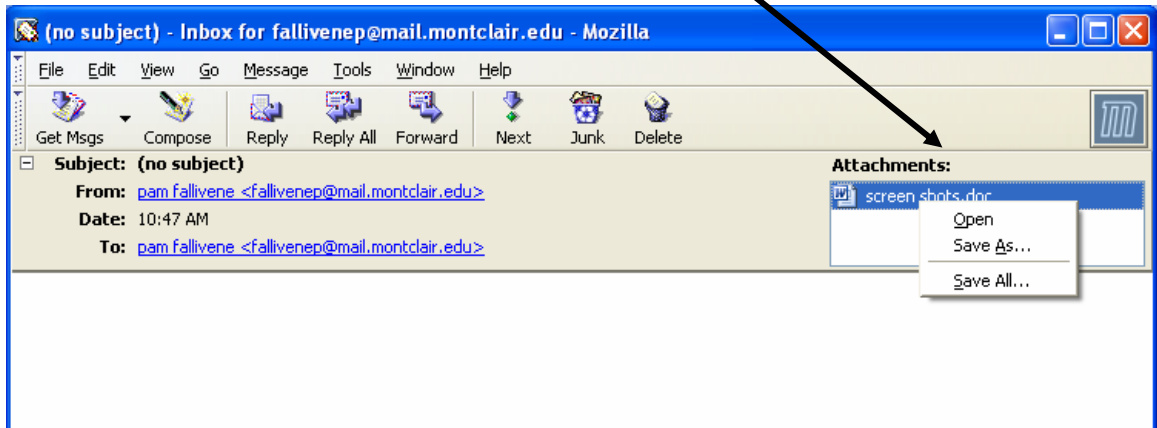 (no subject) - Inbox for fallivenep@mail.montclair.edu - Mozilla
File Edit View Go Message Tools Window Help
Get Msgs Compose Reply Reply All Forward Next Junk Delete
Subject: (no subject)
From: pam fallivene <fallivenep@mail.montclair.edu>
Date: 10:47 AM
To: pam fallivene <fallivenep@mail.montclair.edu>
Attachments:
screen shots.doc
Open
Save As...
Save All...